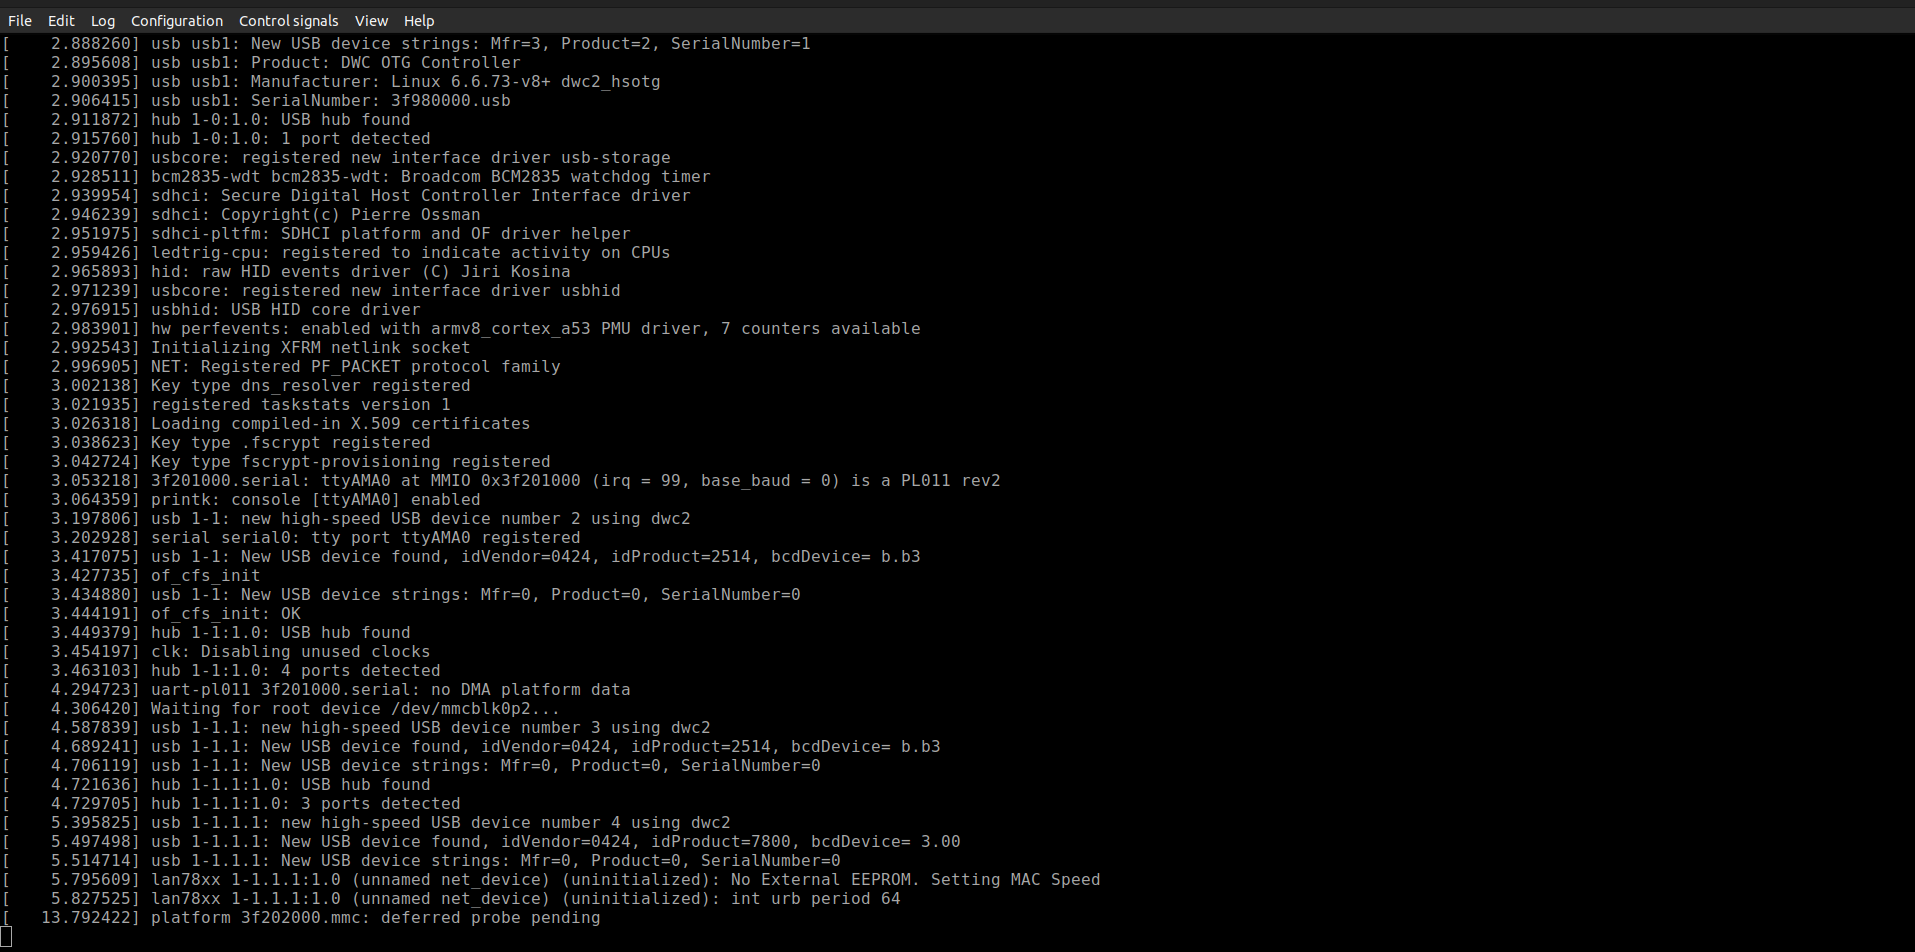 File Edit Log Configuration Control signals View Help
[    2.888260] usb usb1: New USB device strings: Mfr=3, Product=2, SerialNumber=1
[    2.895608] usb usb1: Product: DWC OTG Controller
[    2.900395] usb usb1: Manufacturer: Linux 6.6.73-v8+ dwc2_hsotg
[    2.906415] usb usb1: SerialNumber: 3f980000.usb
[    2.911872] hub 1-0:1.0: USB hub found
[    2.915760] hub 1-0:1.0: 1 port detected
[    2.920770] usbcore: registered new interface driver usb-storage
[    2.928511] bcm2835-wdt bcm2835-wdt: Broadcom BCM2835 watchdog timer
[    2.939954] sdhci: Secure Digital Host Controller Interface driver
[    2.946239] sdhci: Copyright(c) Pierre Ossman
[    2.951975] sdhci-pltfm: SDHCI platform and OF driver helper
[    2.959426] ledtrig-cpu: registered to indicate activity on CPUs
[    2.965893] hid: raw HID events driver (C) Jiri Kosina
[    2.971239] usbcore: registered new interface driver usbhid
[    2.976915] usbhid: USB HID core driver
[    2.983901] hw perfevents: enabled with armv8_cortex_a53 PMU driver, 7 counters available
[    2.992543] Initializing XFRM netlink socket
[    2.996905] NET: Registered PF_PACKET protocol family
[    3.002138] Key type dns_resolver registered
[    3.021935] registered taskstats version 1
[    3.026318] Loading compiled-in X.509 certificates
[    3.038623] Key type .fscrypt registered
[    3.042724] Key type fscrypt-provisioning registered
[    3.053218] 3f201000.serial: ttyAMA0 at MMIO 0x3f201000 (irq = 99, base_baud = 0) is a PL011 rev2
[    3.064359] printk: console [ttyAMA0] enabled
[    3.197806] usb 1-1: new high-speed USB device number 2 using dwc2
[    3.202928] serial serial0: tty port ttyAMA0 registered
[    3.417075] usb 1-1: New USB device found, idVendor=0424, idProduct=2514, bcdDevice= b.b3
[    3.427735] of_cfs_init
[    3.434880] usb 1-1: New USB device strings: Mfr=0, Product=0, SerialNumber=0
[    3.444191] of_cfs_init: OK
[    3.449379] hub 1-1:1.0: USB hub found
[    3.454197] clk: Disabling unused clocks
[    3.463103] hub 1-1:1.0: 4 ports detected
[    4.294723] uart-pl011 3f201000.serial: no DMA platform data
[    4.306420] Waiting for root device /dev/mmcblk0p2...
[    4.587839] usb 1-1.1: new high-speed USB device number 3 using dwc2
[    4.689241] usb 1-1.1: New USB device found, idVendor=0424, idProduct=2514, bcdDevice= b.b3
[    4.706119] usb 1-1.1: New USB device strings: Mfr=0, Product=0, SerialNumber=0
[    4.721636] hub 1-1.1:1.0: USB hub found
[    4.729705] hub 1-1.1:1.0: 3 ports detected
[    5.395825] usb 1-1.1.1: new high-speed USB device number 4 using dwc2
[    5.497498] usb 1-1.1.1: New USB device found, idVendor=0424, idProduct=7800, bcdDevice= 3.00
[    5.514714] usb 1-1.1.1: New USB device strings: Mfr=0, Product=0, SerialNumber=0
[    5.795609] lan78xx 1-1.1.1:1.0 (unnamed net_device) (uninitialized): No External EEPROM. Setting MAC Speed
[    5.827525] lan78xx 1-1.1.1:1.0 (unnamed net_device) (uninitialized): int urb period 64
[   13.792422] platform 3f202000.mmc: deferred probe pending